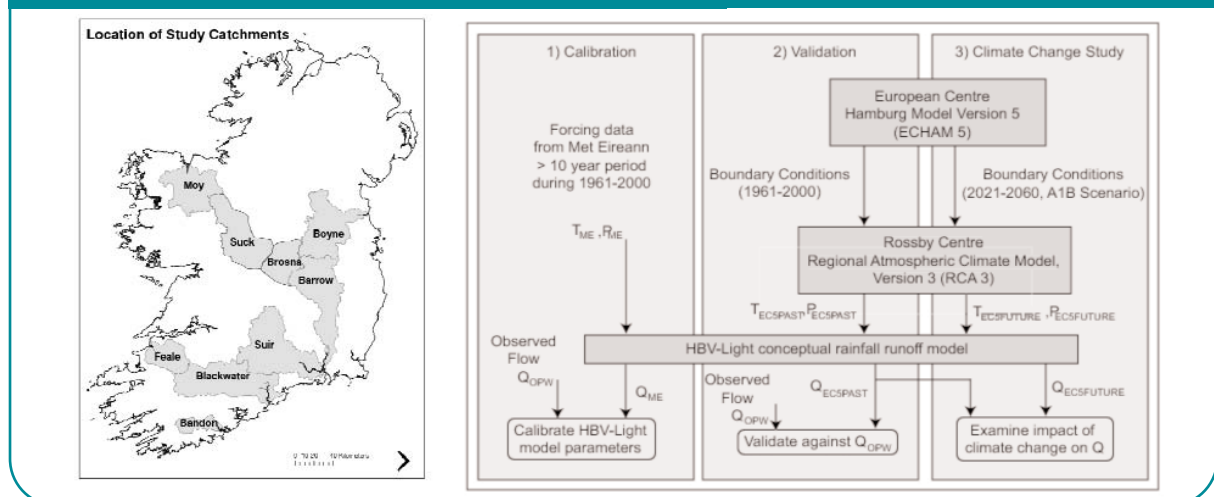 Location of Study Catchments
Moy
Suck
Boyne
Brosna
Barrow
Suir
Feale
Blackwater
Bandon
1) Calibration
Forcing data
from Met Eireann
> 10 year period
during 1961-2000
T_ME ,P_ME
Observed
Flow
Q_OPW
Q_ME
Calibrate HBV-Light
model parameters
2) Validation
3) Climate Change Study
European Centre
Hamburg Model Version 5
(ECHAM 5)
Boundary Conditions
(1961-2000)
Boundary Conditions
(2021-2060, A1B Scenario)
Rossby Centre
Regional Atmospheric Climate Model,
Version 3 (RCA 3)
T_EC5PAST,P_EC5PAST
T_EC5FUTURE ,P_EC5FUTURE
HBV-Light conceptual rainfall runoff model
Observed
Flow
Q_OPW
Q_EC5PAST
Q_EC5FUTURE
Validate against Q_OPW
Examine impact of
climate change on Q